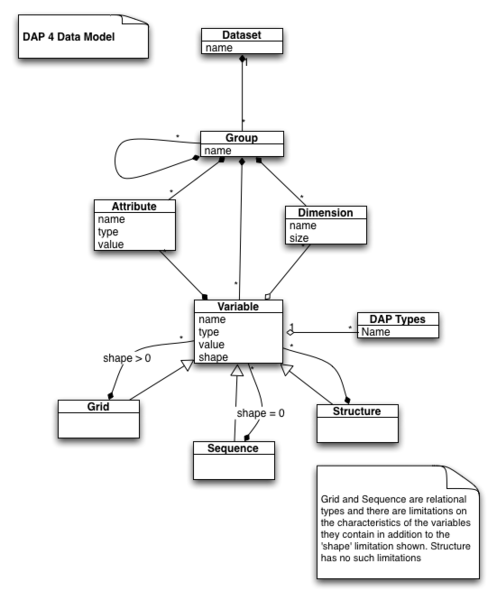 DAP 4 Data Model
Dataset
name
1
*
Group
name
*
*
*
Attribute
name
type
value
Dimension
name
size
*
*
*
Variable
name
type
value
shape
1
*
DAP Types
Name
*
*
*
shape > 0
shape = 0
Grid
Sequence
Structure
Grid and Sequence are relational
types and there are limitations on
the characteristics of the variables
they contain in addition to the
'shape' limitation shown. Structure
has no such limitations